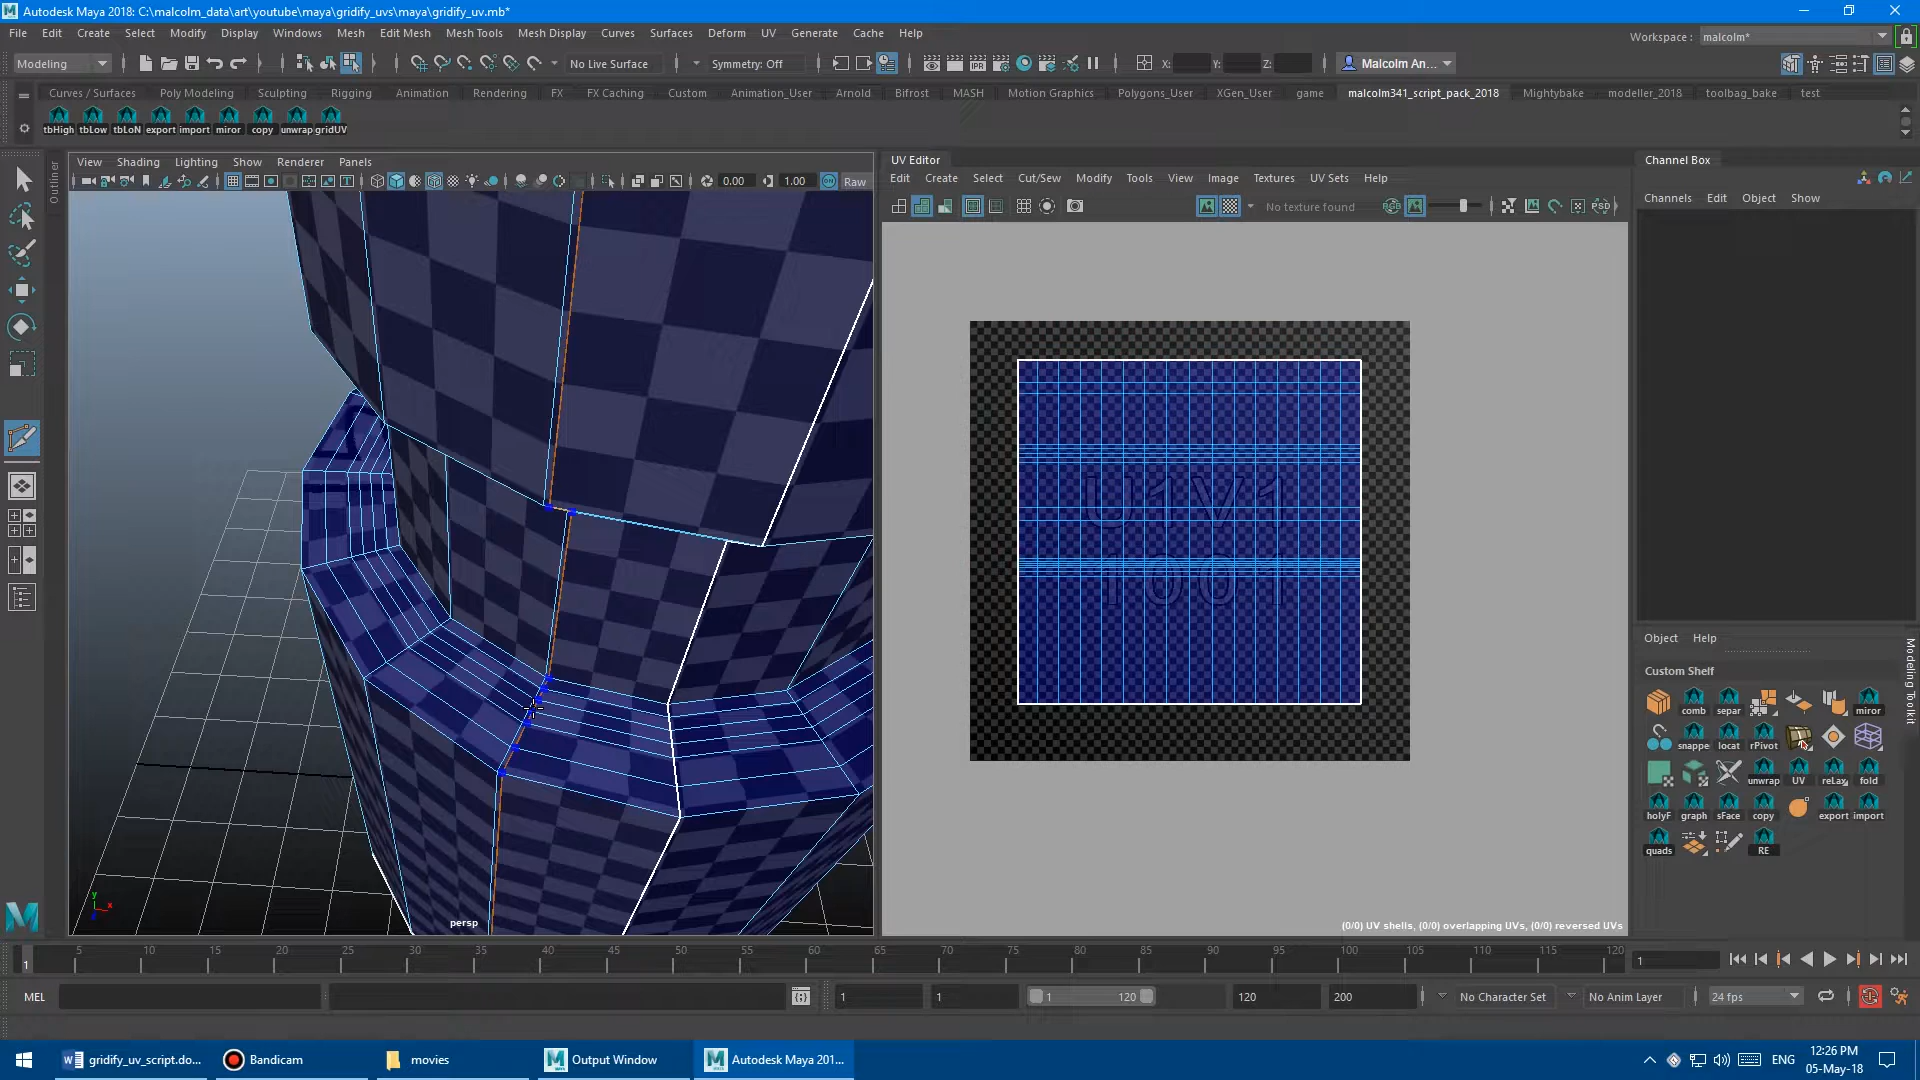 Autodesk Maya 2018: C:\malcolm_data\art\youtube\maya\gridify_uvs\maya\gridify_uv.mb*
File Edit Create Select Modify Display Windows Mesh Edit Mesh Mesh Tools Mesh Display Curves Surfaces Deform UV Generate Cache Help
Workspace : malcolm*
Modeling No Live Surface Symmetry: Off X: Y: Z: Malcolm An...
Curves / Surfaces Poly Modeling Sculpting Rigging Animation Rendering FX FX Caching Custom Animation_User Arnold Bifrost MASH Motion Graphics Polygons_User XGen_User game malcolm341_script_pack_2018 Mightybake modeller_2018 toolbag_bake test
tbHigh tbLow tbLoN export import miror copy unwrap gridUV
Outliner
View Shading Lighting Show Renderer Panels
0.00 1.00 Raw
UV Editor
Edit Create Select Cut/Sew Modify Tools View Image Textures UV Sets Help
No texture found
U1V1
1001
(0/0) UV shells, (0/0) overlapping UVs, (0/0) reversed UVs
persp
Channel Box
Channels Edit Object Show
Object Help
Modeling Toolkit
Custom Shelf
comb separ miror
snappe locat rPivot
unwrap UV reLax fold
holyF graph sFace copy export import
quads RE
5 10 15 20 25 30 35 40 45 50 55 60 65 70 75 80 85 90 95 100 105 110 115 120
1 1
MEL 1 1 1 120 120 200 No Character Set No Anim Layer 24 fps
gridify_uv_script.do... Bandicam movies Output Window Autodesk Maya 201...
ENG 12:26 PM
05-May-18